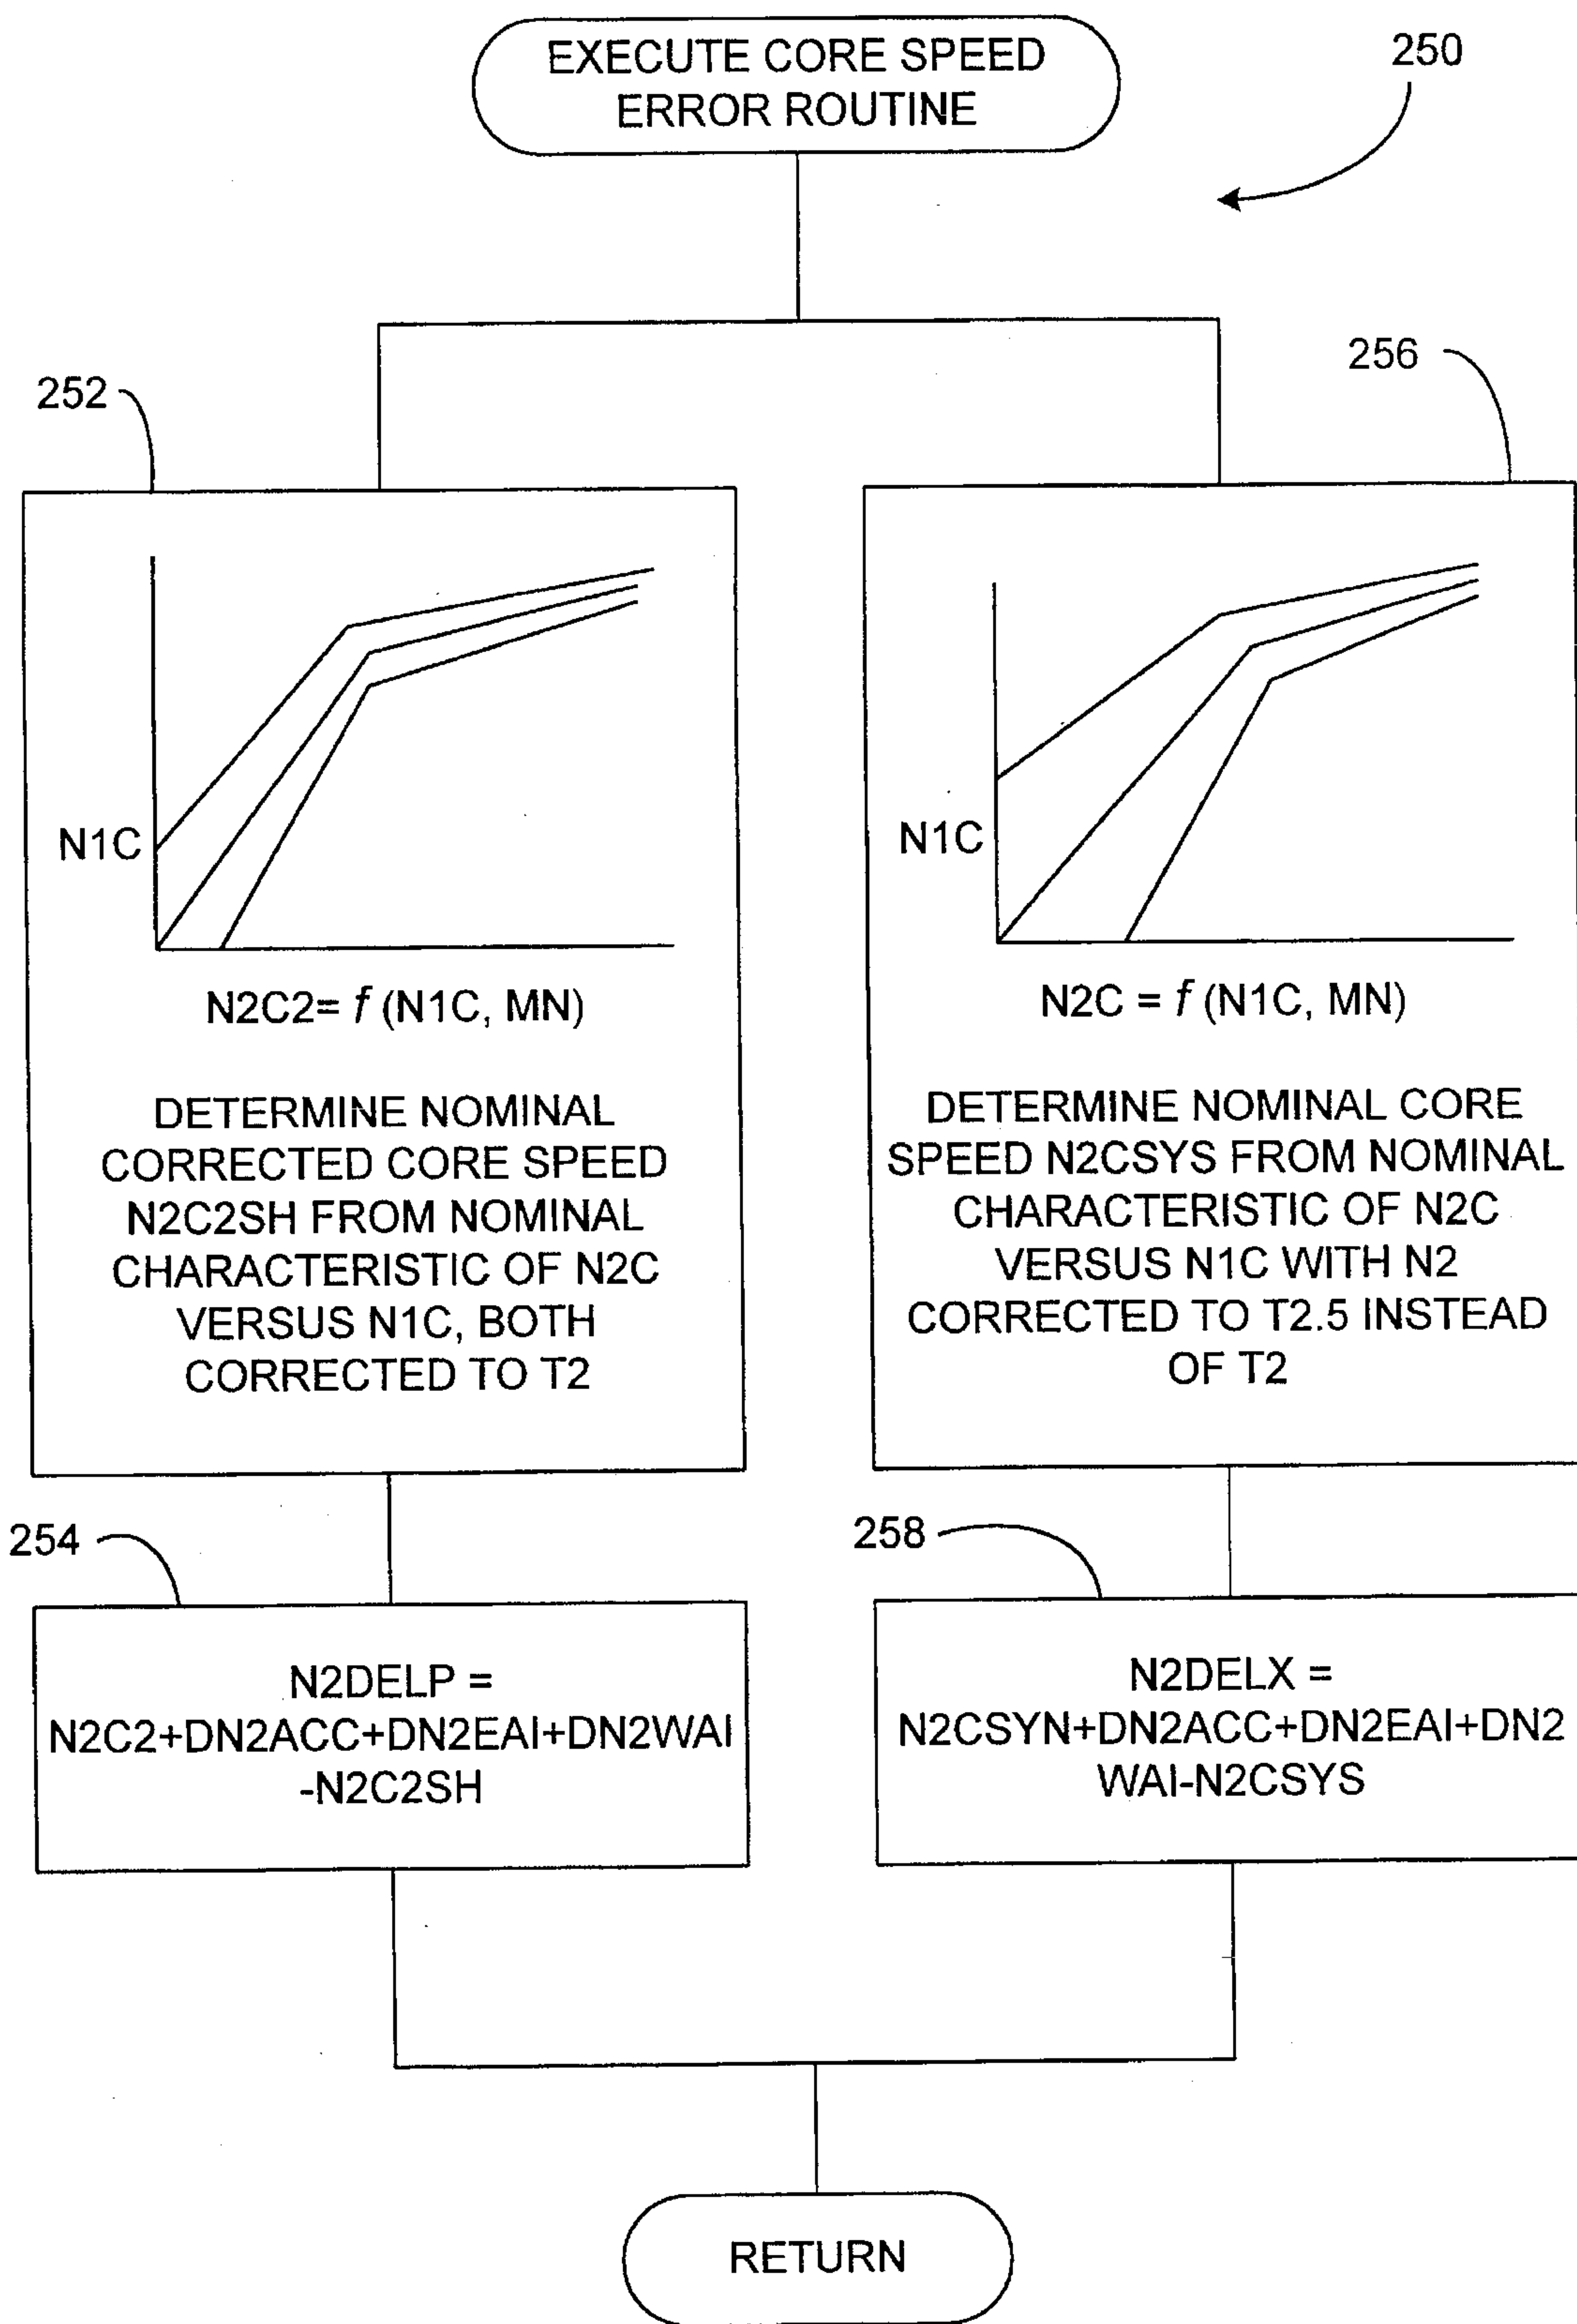 EXECUTE CORE SPEED
ERROR ROUTINE
250
252
N1C
N2C2= f (N1C, MN)
DETERMINE NOMINAL
CORRECTED CORE SPEED
N2C2SH FROM NOMINAL
CHARACTERISTIC OF N2C
VERSUS N1C, BOTH
CORRECTED TO T2
256
N1C
N2C = f (N1C, MN)
DETERMINE NOMINAL CORE
SPEED N2CSYS FROM NOMINAL
CHARACTERISTIC OF N2C
VERSUS N1C WITH N2
CORRECTED TO T2.5 INSTEAD
OF T2
254
N2DELP =
N2C2+DN2ACC+DN2EAI+DN2WAI
-N2C2SH
258
N2DELX =
N2CSYN+DN2ACC+DN2EAI+DN2
WAI-N2CSYS
RETURN